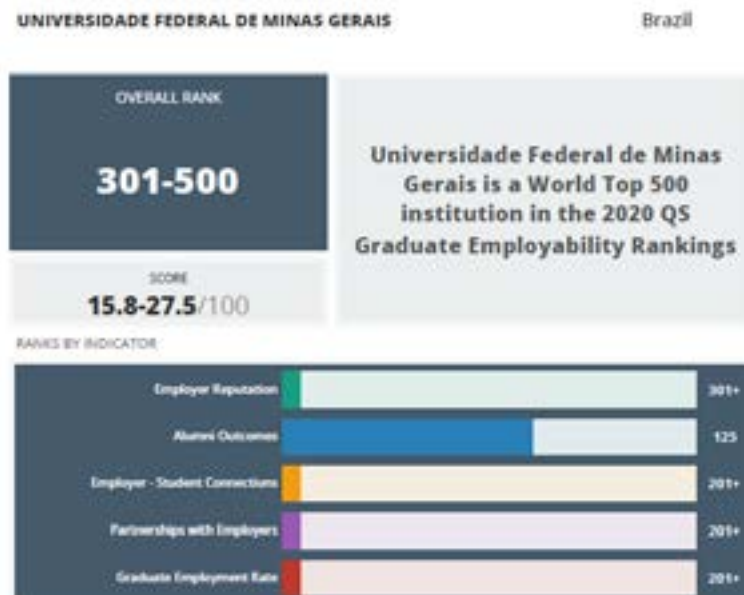 UNIVERSIDADE FEDERAL DE MINAS GERAIS
Brazil
OVERALL RANK
301-500
Universidade Federal de Minas
Gerais is a World Top 500
institution in the 2020 QS
Graduate Employability Rankings
SCORE
15.8-27.5/100
RANKS BY INDICATOR
Employer Reputation 301+
Alumni Outcomes 125
Employer - Student Connections 201+
Partnerships with Employers 201+
Graduate Employment Rate 201+